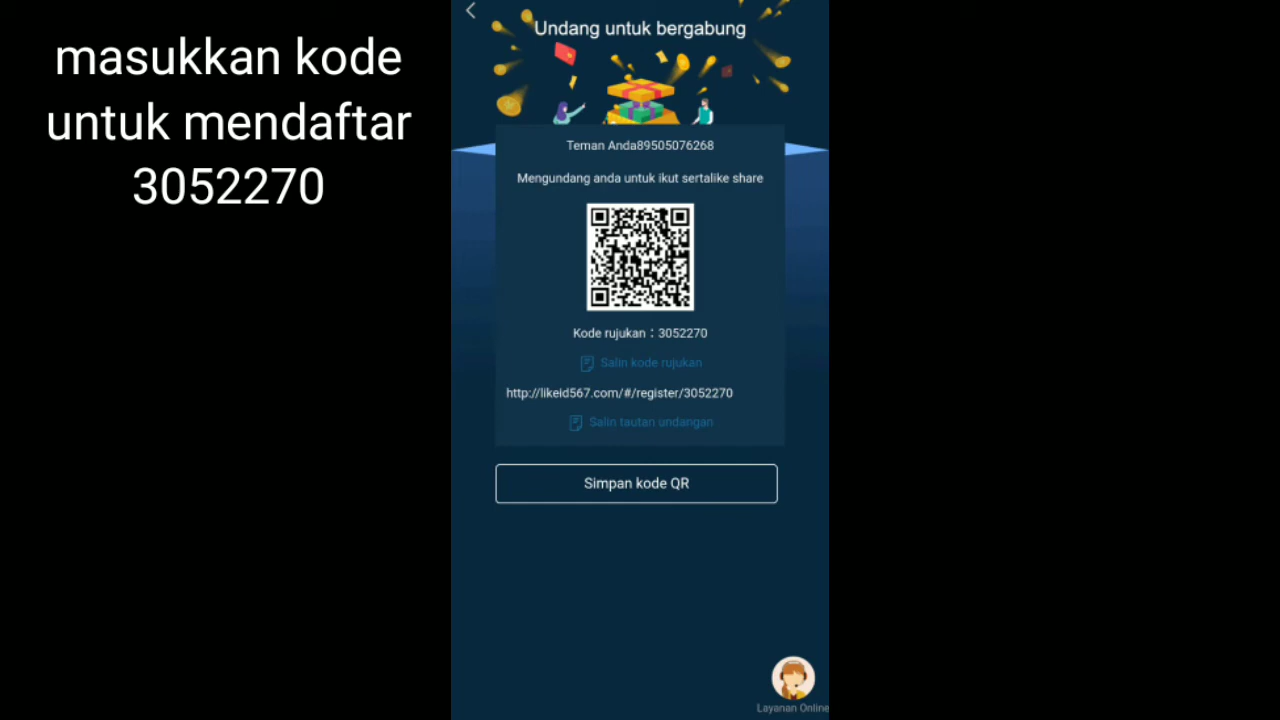 masukkan kode
untuk mendaftar
3052270
Undang untuk bergabung
Teman Anda89505076268
Mengundang anda untuk ikut sertalike share
Kode rujukan：3052270
Salin kode rujukan
http://likeid567.com/#/register/3052270
Salin tautan undangan
Simpan kode QR
Layanan Online